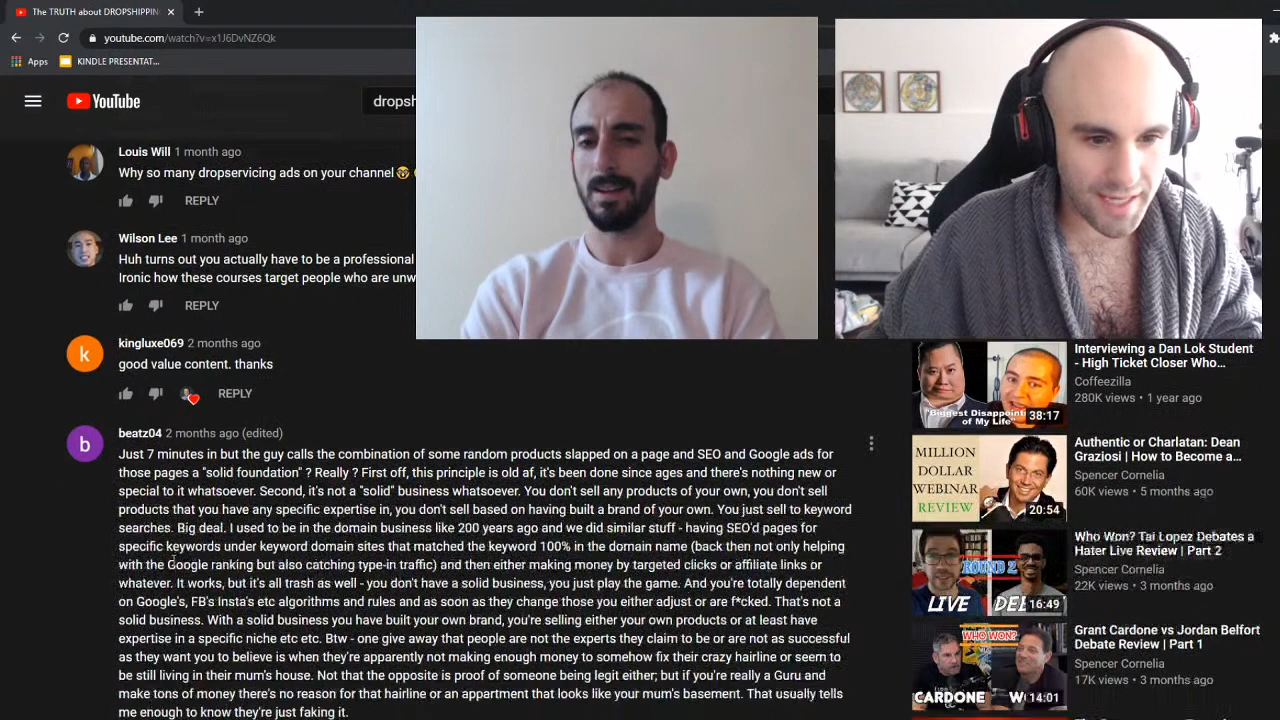 The TRUTH about DROPSHIPPIN
youtube.com/watch?v=x1J6DvNZ6Qk
Apps
KINDLE PRESENTAT...
YouTube
dropsh
Louis Will 1 month ago
Why so many dropservicing ads on your channel
REPLY
Wilson Lee 1 month ago
Huh turns out you actually have to be a professional
Ironic how these courses target people who are unw
REPLY
k
kingluxe069 2 months ago
good value content. thanks
REPLY
b
beatz04 2 months ago (edited)
Just 7 minutes in but the guy calls the combination of some random products slapped on a page and SEO and Google ads for
those pages a "solid foundation" ? Really ? First off, this principle is old af, it's been done since ages and there's nothing new or
special to it whatsoever. Second, it's not a "solid" business whatsoever. You don't sell any products of your own, you don't sell
products that you have any specific expertise in, you don't sell based on having built a brand of your own. You just sell to keyword
searches. Big deal. I used to be in the domain business like 200 years ago and we did similar stuff - having SEO'd pages for
specific keywords under keyword domain sites that matched the keyword 100% in the domain name (back then not only helping
with the Google ranking but also catching type-in traffic) and then either making money by targeted clicks or affiliate links or
whatever. It works, but it's art form as well - you don't have a solid business, you just play the game. And you're totally dependent
on Google's, FB's Insta's etc algorithms and rules and as soon as they change those you either adjust or are f*cked. That's not a
solid business. With a solid business you have built your own brand, you're selling either your own products or at least have
expertise in a specific niche etc etc. Btw - one give away that people are not the experts they claim to be or are not as successful
as they want you to believe is when they're apparently not making enough money to somehow fix their crazy hairline or seem to
be still living in their mum's house. Not that the opposite is proof of someone being legit either; but if you're really a Guru and
make tons of money there's no reason for that hairline or an appartment that looks like your mum's basement. That usually tells
me enough to know they're just faking it.
"Biggest Disappoint
of My Life"
38:17
Interviewing a Dan Lok Student
- High Ticket Closer Who...
Coffeezilla
280K views • 1 year ago
MILLION
DOLLAR
WEBINAR
REVIEW
20:54
Authentic or Charlatan: Dean
Graziosi | How to Become a...
Spencer Cornelia
60K views • 5 months ago
ROUND 2
LIVE
DE
16:49
Who Won? Tai Lopez Debates a
Hater Live Review | Part 2
Spencer Cornelia
22K views • 3 months ago
WHO WON?
CARDONE
14:01
Grant Cardone vs Jordan Belfort
Debate Review | Part 1
Spencer Cornelia
17K views • 3 months ago